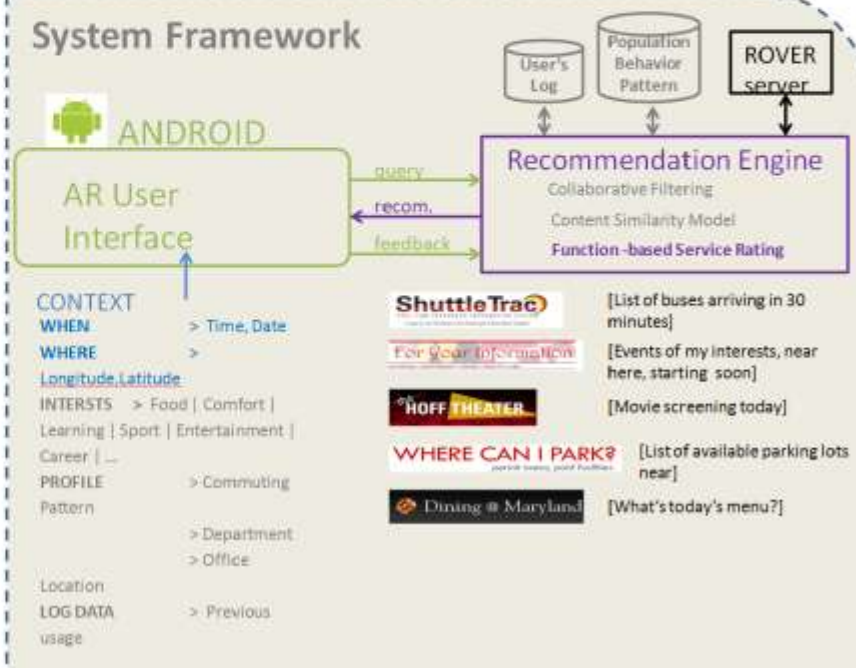 System Framework
User's
Log
Population
Behavior
Pattern
ROVER
server
ANDROID
AR User
Interface
query
recom.
feedback
Recommendation Engine
Collaborative Filtering
Content Similarity Model
Function -based Service Rating
CONTEXT
WHEN > Time, Date
WHERE >
Longitude,Latitude
INTERSTS > Food | Comfort |
Learning | Sport | Entertainment |
Career | ...
PROFILE > Commuting
Pattern
> Department
> Office
Location
LOG DATA > Previous
usage
ShuttleTrac
[List of buses arriving in 30
minutes]
For Your Information
[Events of my interests, near
here, starting soon]
HOFF THEATER
[Movie screening today]
WHERE CAN I PARK?
[List of available parking lots
near]
Dining @ Maryland
[What's today's menu?]